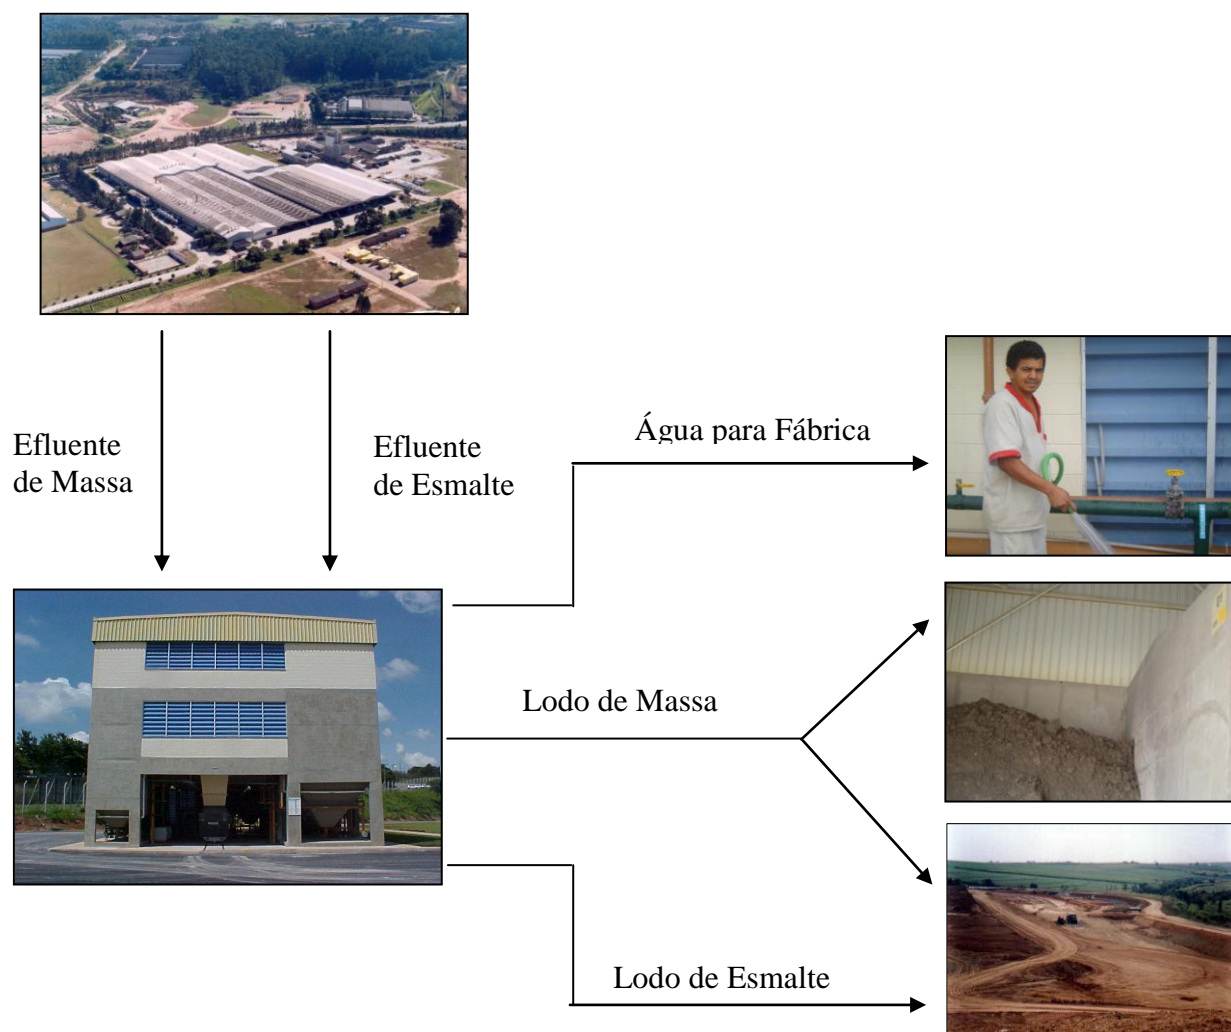 Efluente
de Massa
Efluente
de Esmalte
Água para Fábrica
Lodo de Massa
Lodo de Esmalte